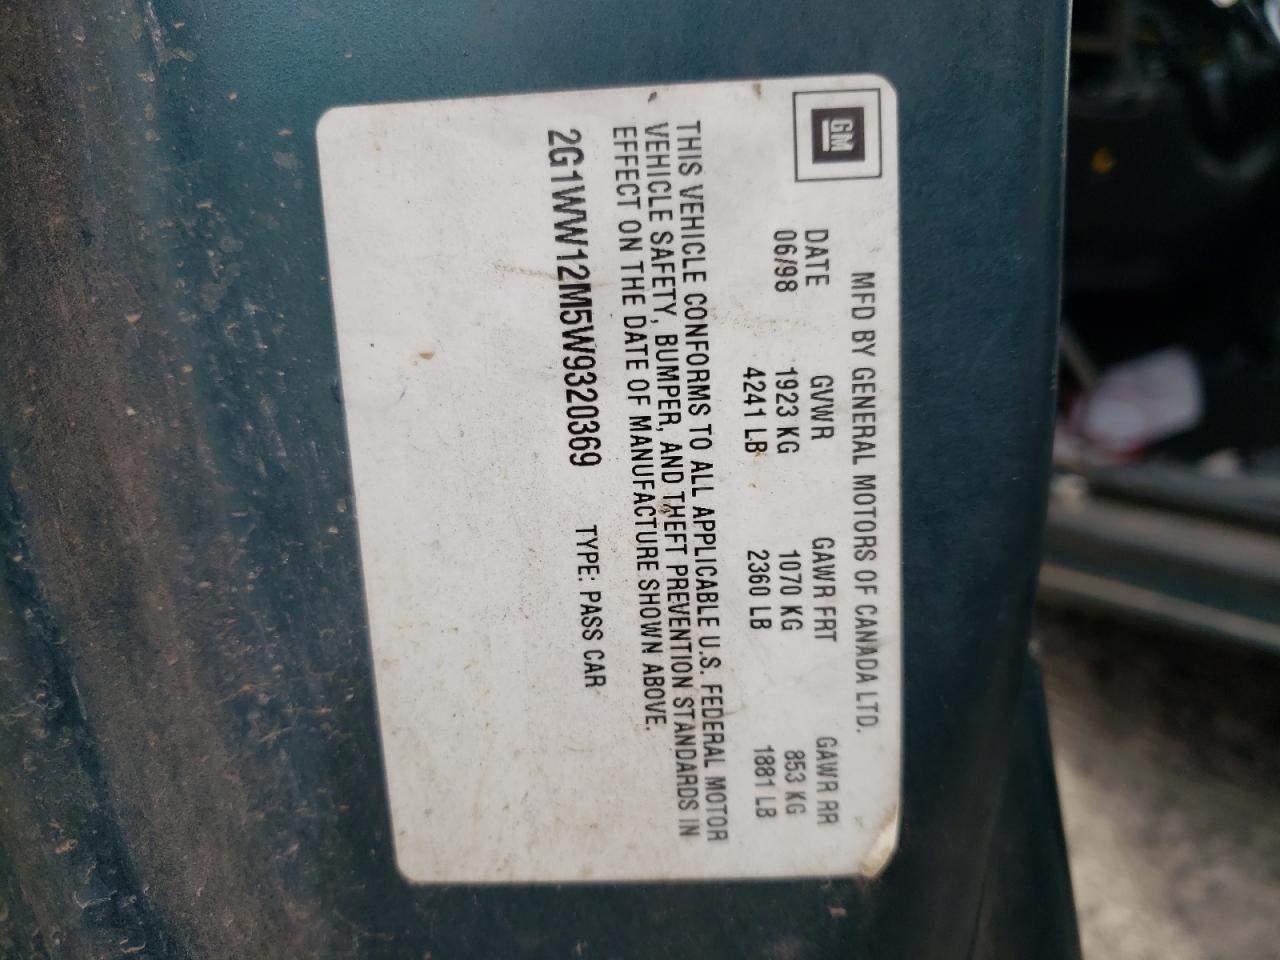 GM
MFD BY GENERAL MOTORS OF CANADA LTD.
DATE GVWR GAWR FRT GAWR RR
06/98 1923 KG 1070 KG 853 KG
4241 LB 2360 LB 1881 LB
THIS VEHICLE CONFORMS TO ALL APPLICABLE U.S. FEDERAL MOTOR
VEHICLE SAFETY, BUMPER, AND THEFT PREVENTION STANDARDS IN
EFFECT ON THE DATE OF MANUFACTURE SHOWN ABOVE.
2G1WW12M5W9320369 TYPE: PASS CAR